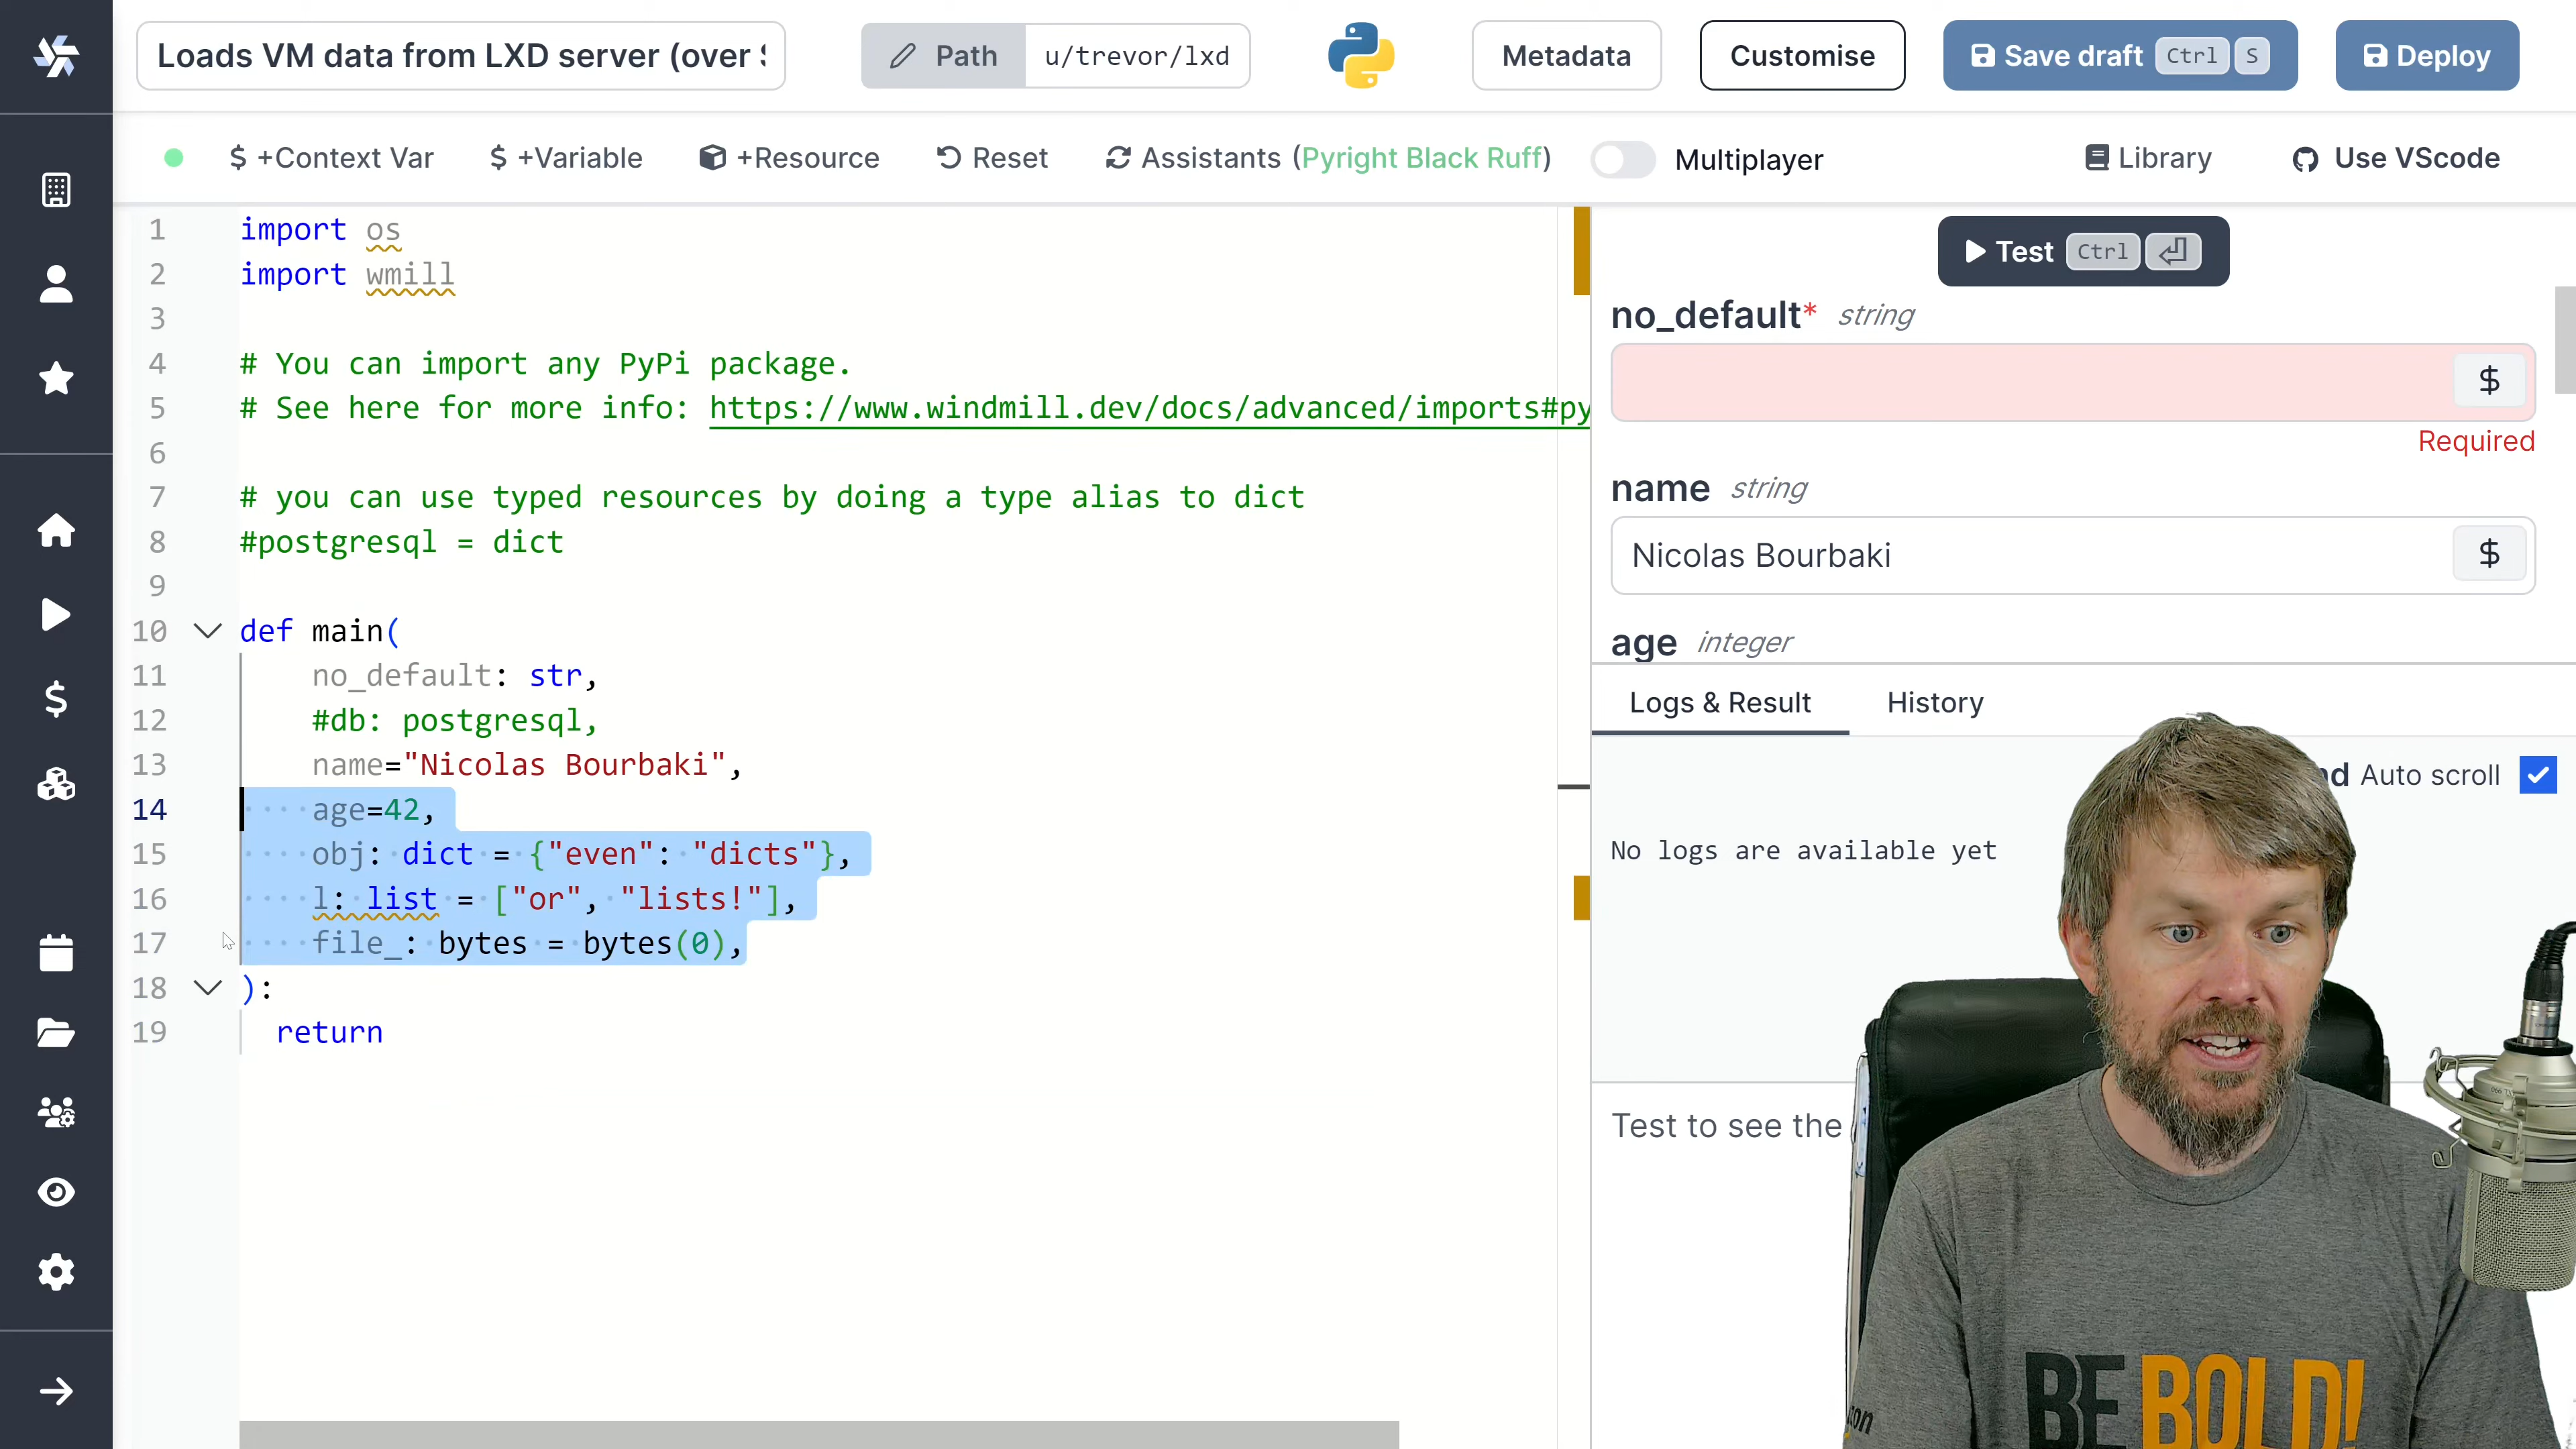 Loads VM data from LXD server (over
Path
u/trevor/lxd
Metadata
Customise
Save draft Ctrl S
Deploy
$ +Context Var
$ +Variable
+Resource
Reset
Assistants (Pyright Black Ruff)
Multiplayer
Library
Use VScode
1 import os
2 import wmill
3
4 # You can import any PyPi package.
5 # See here for more info: https://www.windmill.dev/docs/advanced/imports#py
6
7 # you can use typed resources by doing a type alias to dict
8 #postgresql = dict
9
10 def main(
11 no_default: str,
12 #db: postgresql,
13 name="Nicolas Bourbaki",
14 age=42,
15 obj: dict = {"even": "dicts"},
16 l: list = ["or", "lists!"],
17 file_: bytes = bytes(0),
18 ):
19 return
Test Ctrl
no_default* string
$
Required
name string
Nicolas Bourbaki $
age integer
Logs & Result
History
Auto scroll
No logs are available yet
Test to see the
BE BOLD!